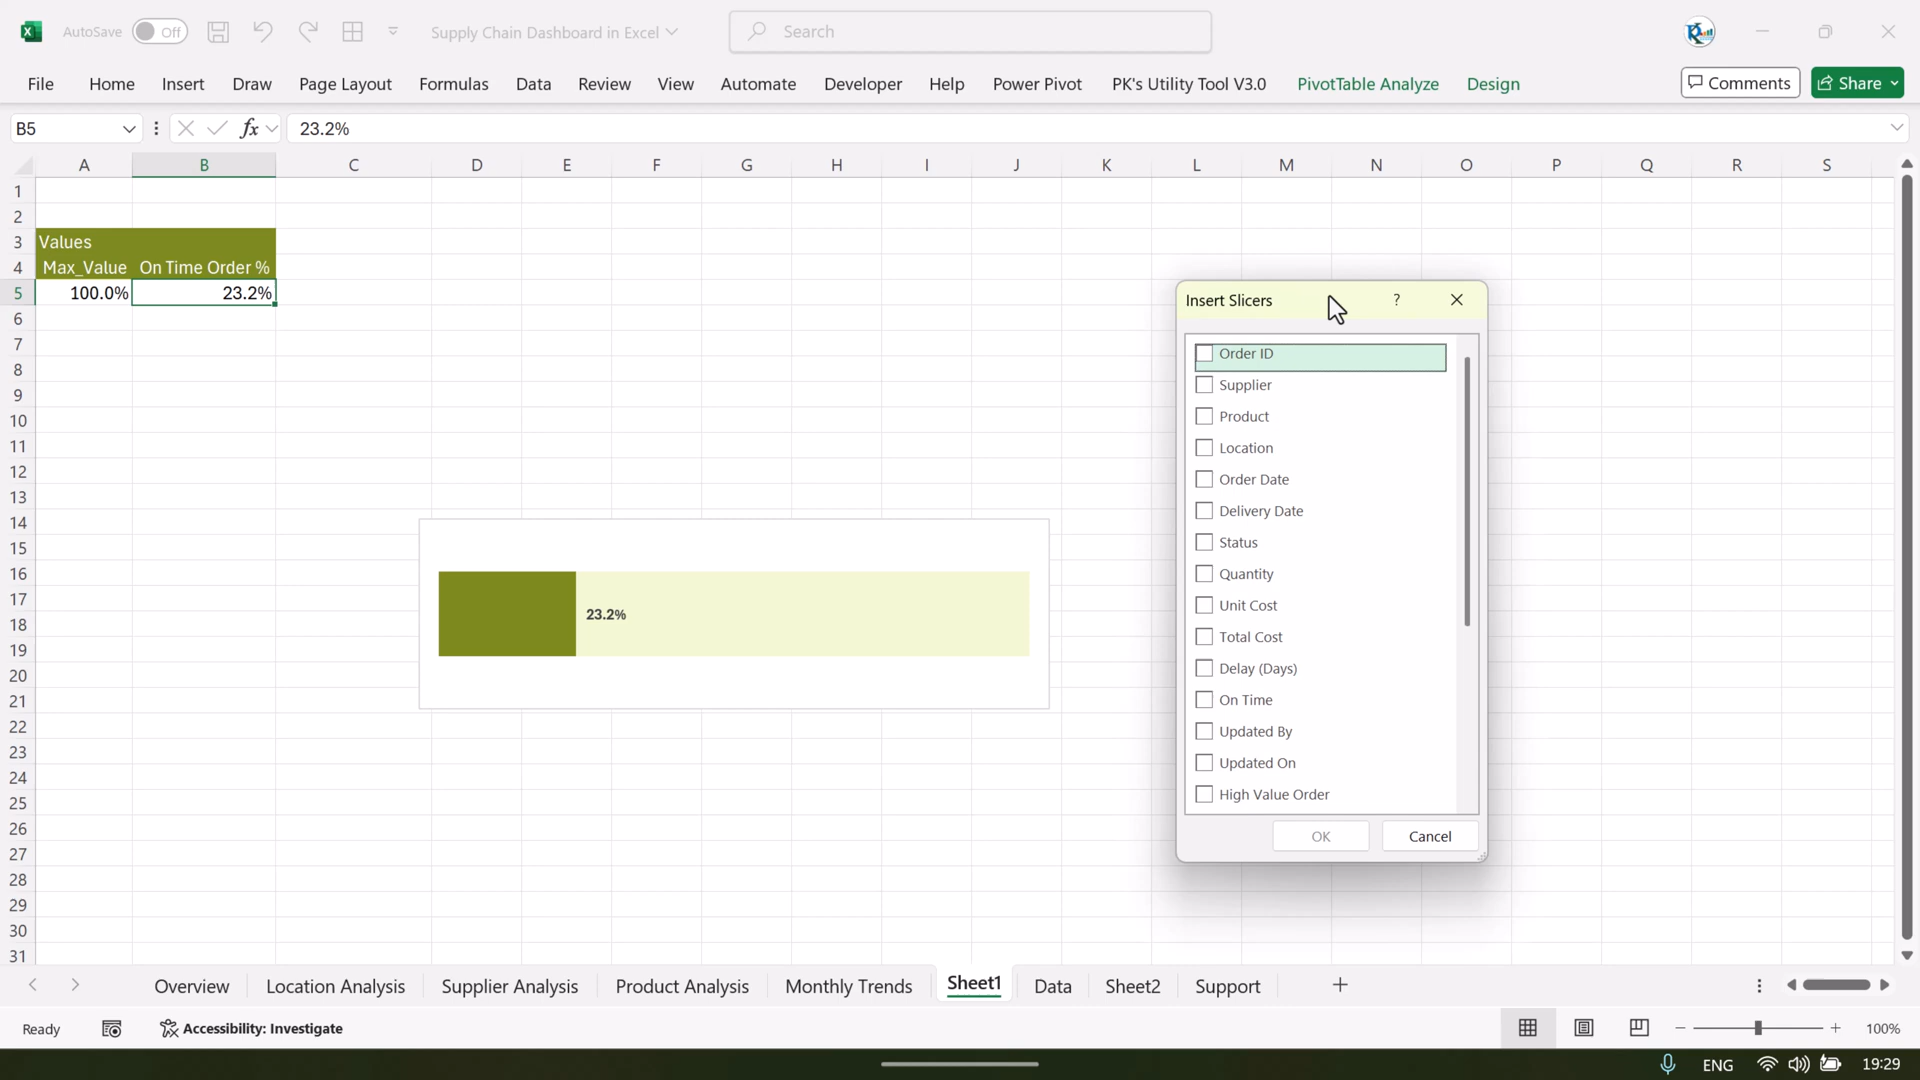 AutoSave Off Supply Chain Dashboard in Excel Search
File Home Insert Draw Page Layout Formulas Data Review View Automate Developer Help Power Pivot PK's Utility Tool V3.0 PivotTable Analyze Design Comments Share
B5 fx 23.2%
A B C D E F G H I J K L M N O P Q R S
1
2
3 Values
4 Max_Value On Time Order %
5 100.0% 23.2%
6
7
8
9
10
11
12
13
14
15
16
17
18
19
20
21
22
23
24
25
26
27
28
29
30
31
23.2%
Insert Slicers ?
Order ID
Supplier
Product
Location
Order Date
Delivery Date
Status
Quantity
Unit Cost
Total Cost
Delay (Days)
On Time
Updated By
Updated On
High Value Order
OK Cancel
Overview Location Analysis Supplier Analysis Product Analysis Monthly Trends Sheet1 Data Sheet2 Support
Ready Accessibility: Investigate 100%
ENG 19:29